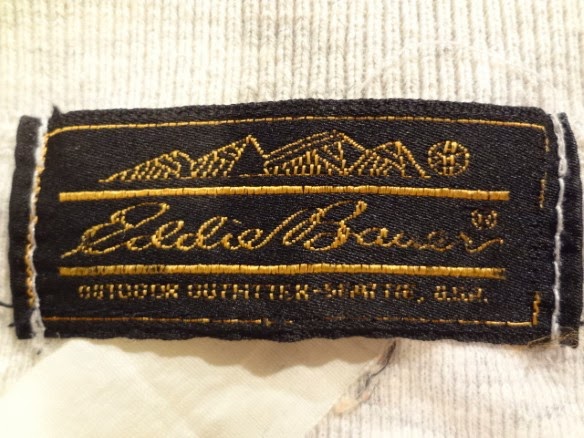 Eddie Bauer
OUTDOOR OUTFITTER-SEATTLE, U.S.A.